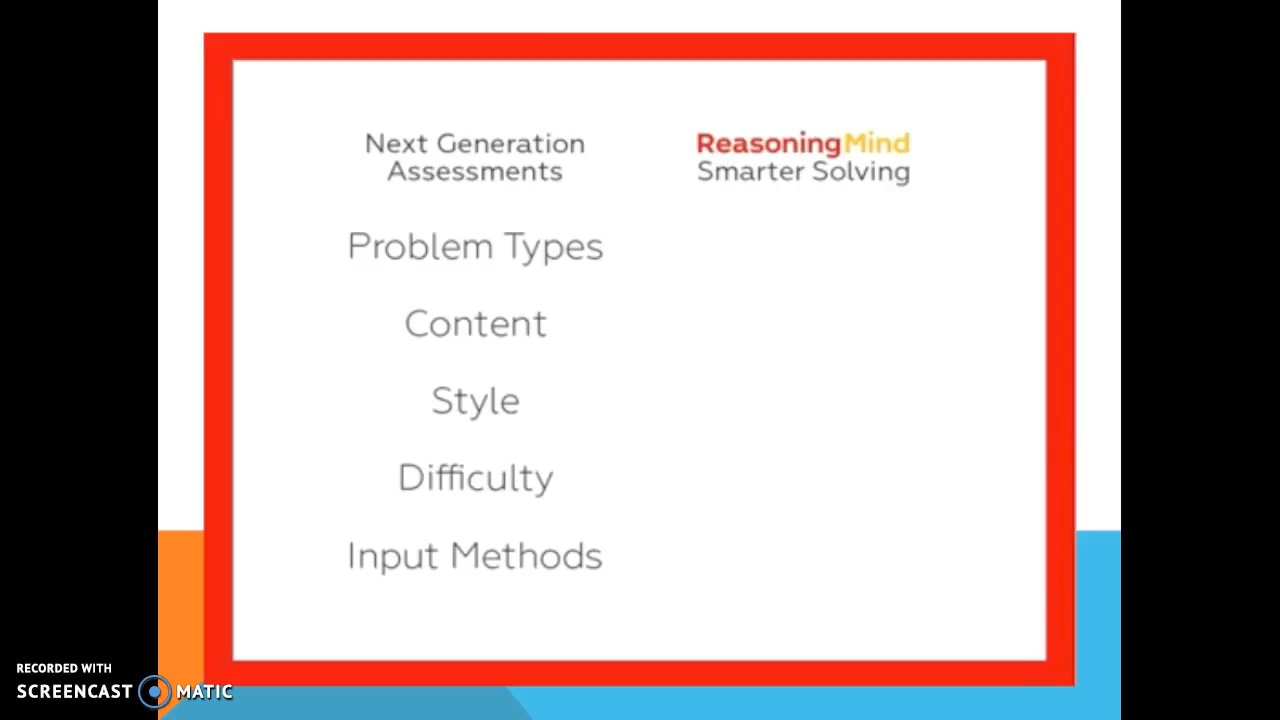 Next Generation
Assessments
ReasoningMind
Smarter Solving
Problem Types
Content
Style
Difficulty
Input Methods
RECORDED WITH
SCREENCAST MATIC